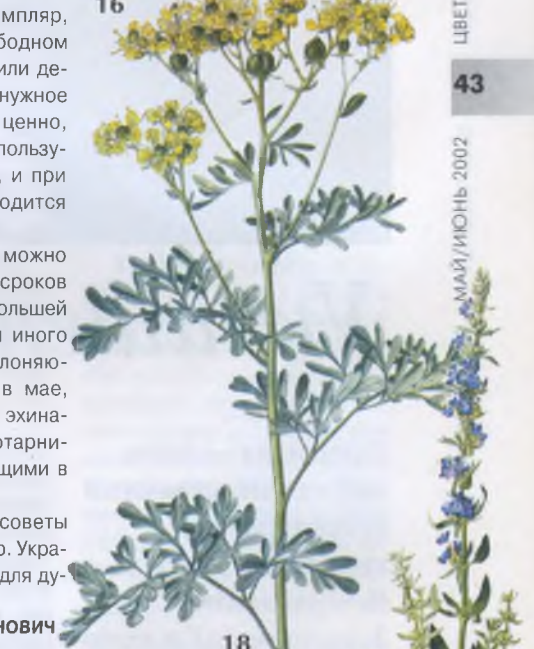 16
мпляр,
бодном
или де-
нужное
ценно,
пользу-
, и при
одится
можно
сроков
ольшей
и иного
лоняю-
в мае,
эхина-
отарни-
щими в
советы
о. Укра-
для ду-
нович
18
ЦВЕТ
43
МАЙ/ИЮНЬ 2002